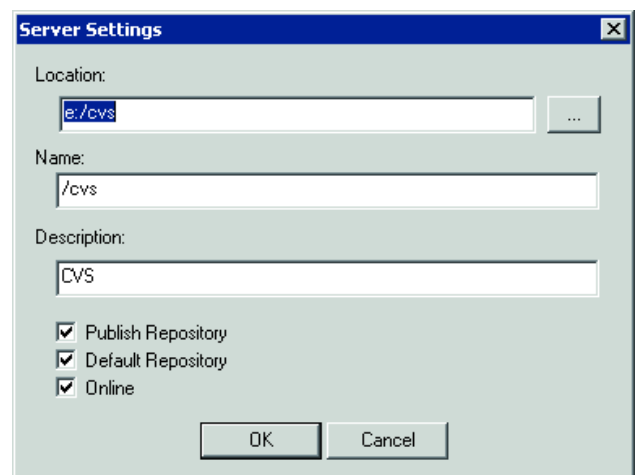 Server Settings
Location:
e:/cvs
...
Name:
/cvs
Description:
CVS
Publish Repository
Default Repository
Online
OK
Cancel